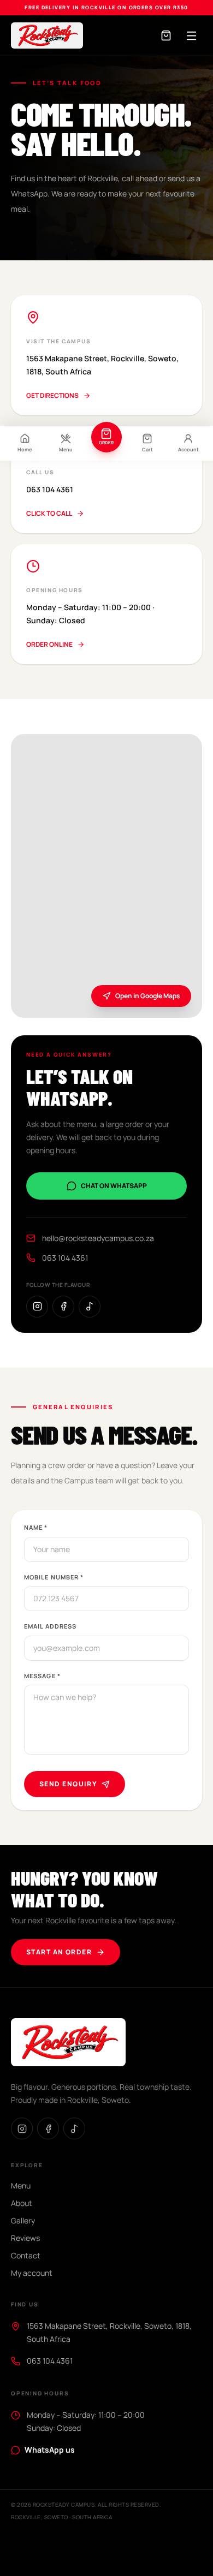 FREE DELIVERY IN ROCKVILLE ON ORDERS OVER R350
Rocksteady
CAMPUS
LET'S TALK FOOD
COME THROUGH.
SAY HELLO.
Find us in the heart of Rockville, call ahead or send us a
WhatsApp. We are ready to make your next favourite
meal.
VISIT THE CAMPUS
1563 Makapane Street, Rockville, Soweto,
1818, South Africa
GET DIRECTIONS
Home
Menu
ORDER
Cart
Account
CALL US
063 104 4361
CLICK TO CALL
OPENING HOURS
Monday – Saturday: 11:00 – 20:00 ·
Sunday: Closed
ORDER ONLINE
Open in Google Maps
NEED A QUICK ANSWER?
LET'S TALK ON
WHATSAPP.
Ask about the menu, a large order or your
delivery. We will get back to you during
opening hours.
CHAT ON WHATSAPP
hello@rocksteadycampus.co.za
063 104 4361
FOLLOW THE FLAVOUR
GENERAL ENQUIRIES
SEND US A MESSAGE.
Planning a crew order or have a question? Leave your
details and the Campus team will get back to you.
NAME *
Your name
MOBILE NUMBER *
072 123 4567
EMAIL ADDRESS
you@example.com
MESSAGE *
How can we help?
SEND ENQUIRY
HUNGRY? YOU KNOW
WHAT TO DO.
Your next Rockville favourite is a few taps away.
START AN ORDER
Rocksteady
CAMPUS
Big flavour. Generous portions. Real township taste.
Proudly made in Rockville, Soweto.
EXPLORE
Menu
About
Gallery
Reviews
Contact
My account
FIND US
1563 Makapane Street, Rockville, Soweto, 1818,
South Africa
063 104 4361
OPENING HOURS
Monday – Saturday: 11:00 – 20:00
Sunday: Closed
WhatsApp us
© 2026 ROCKSTEADY CAMPUS. ALL RIGHTS RESERVED.
ROCKVILLE, SOWETO · SOUTH AFRICA